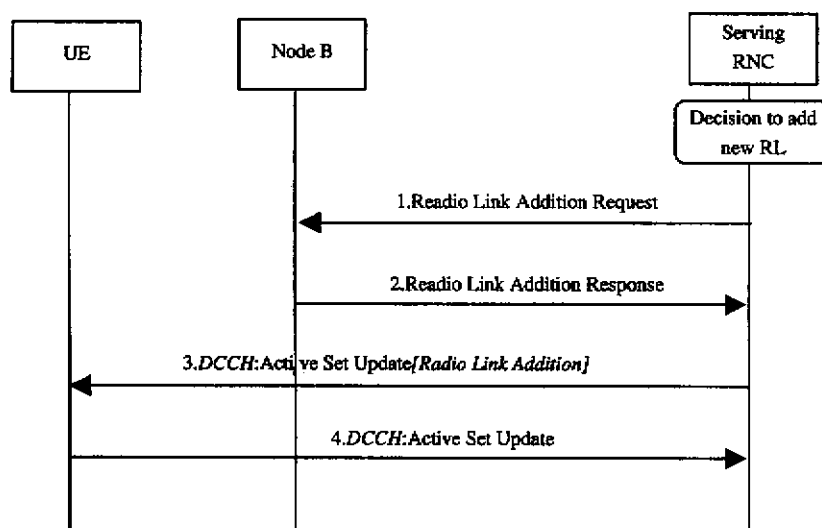 UE
Node B
Serving
RNC
Decision to add
new RL
1.Readio Link Addition Request
2.Readio Link Addition Response
3.DCCH:Active Set Update[Radio Link Addition]
4.DCCH:Active Set Update